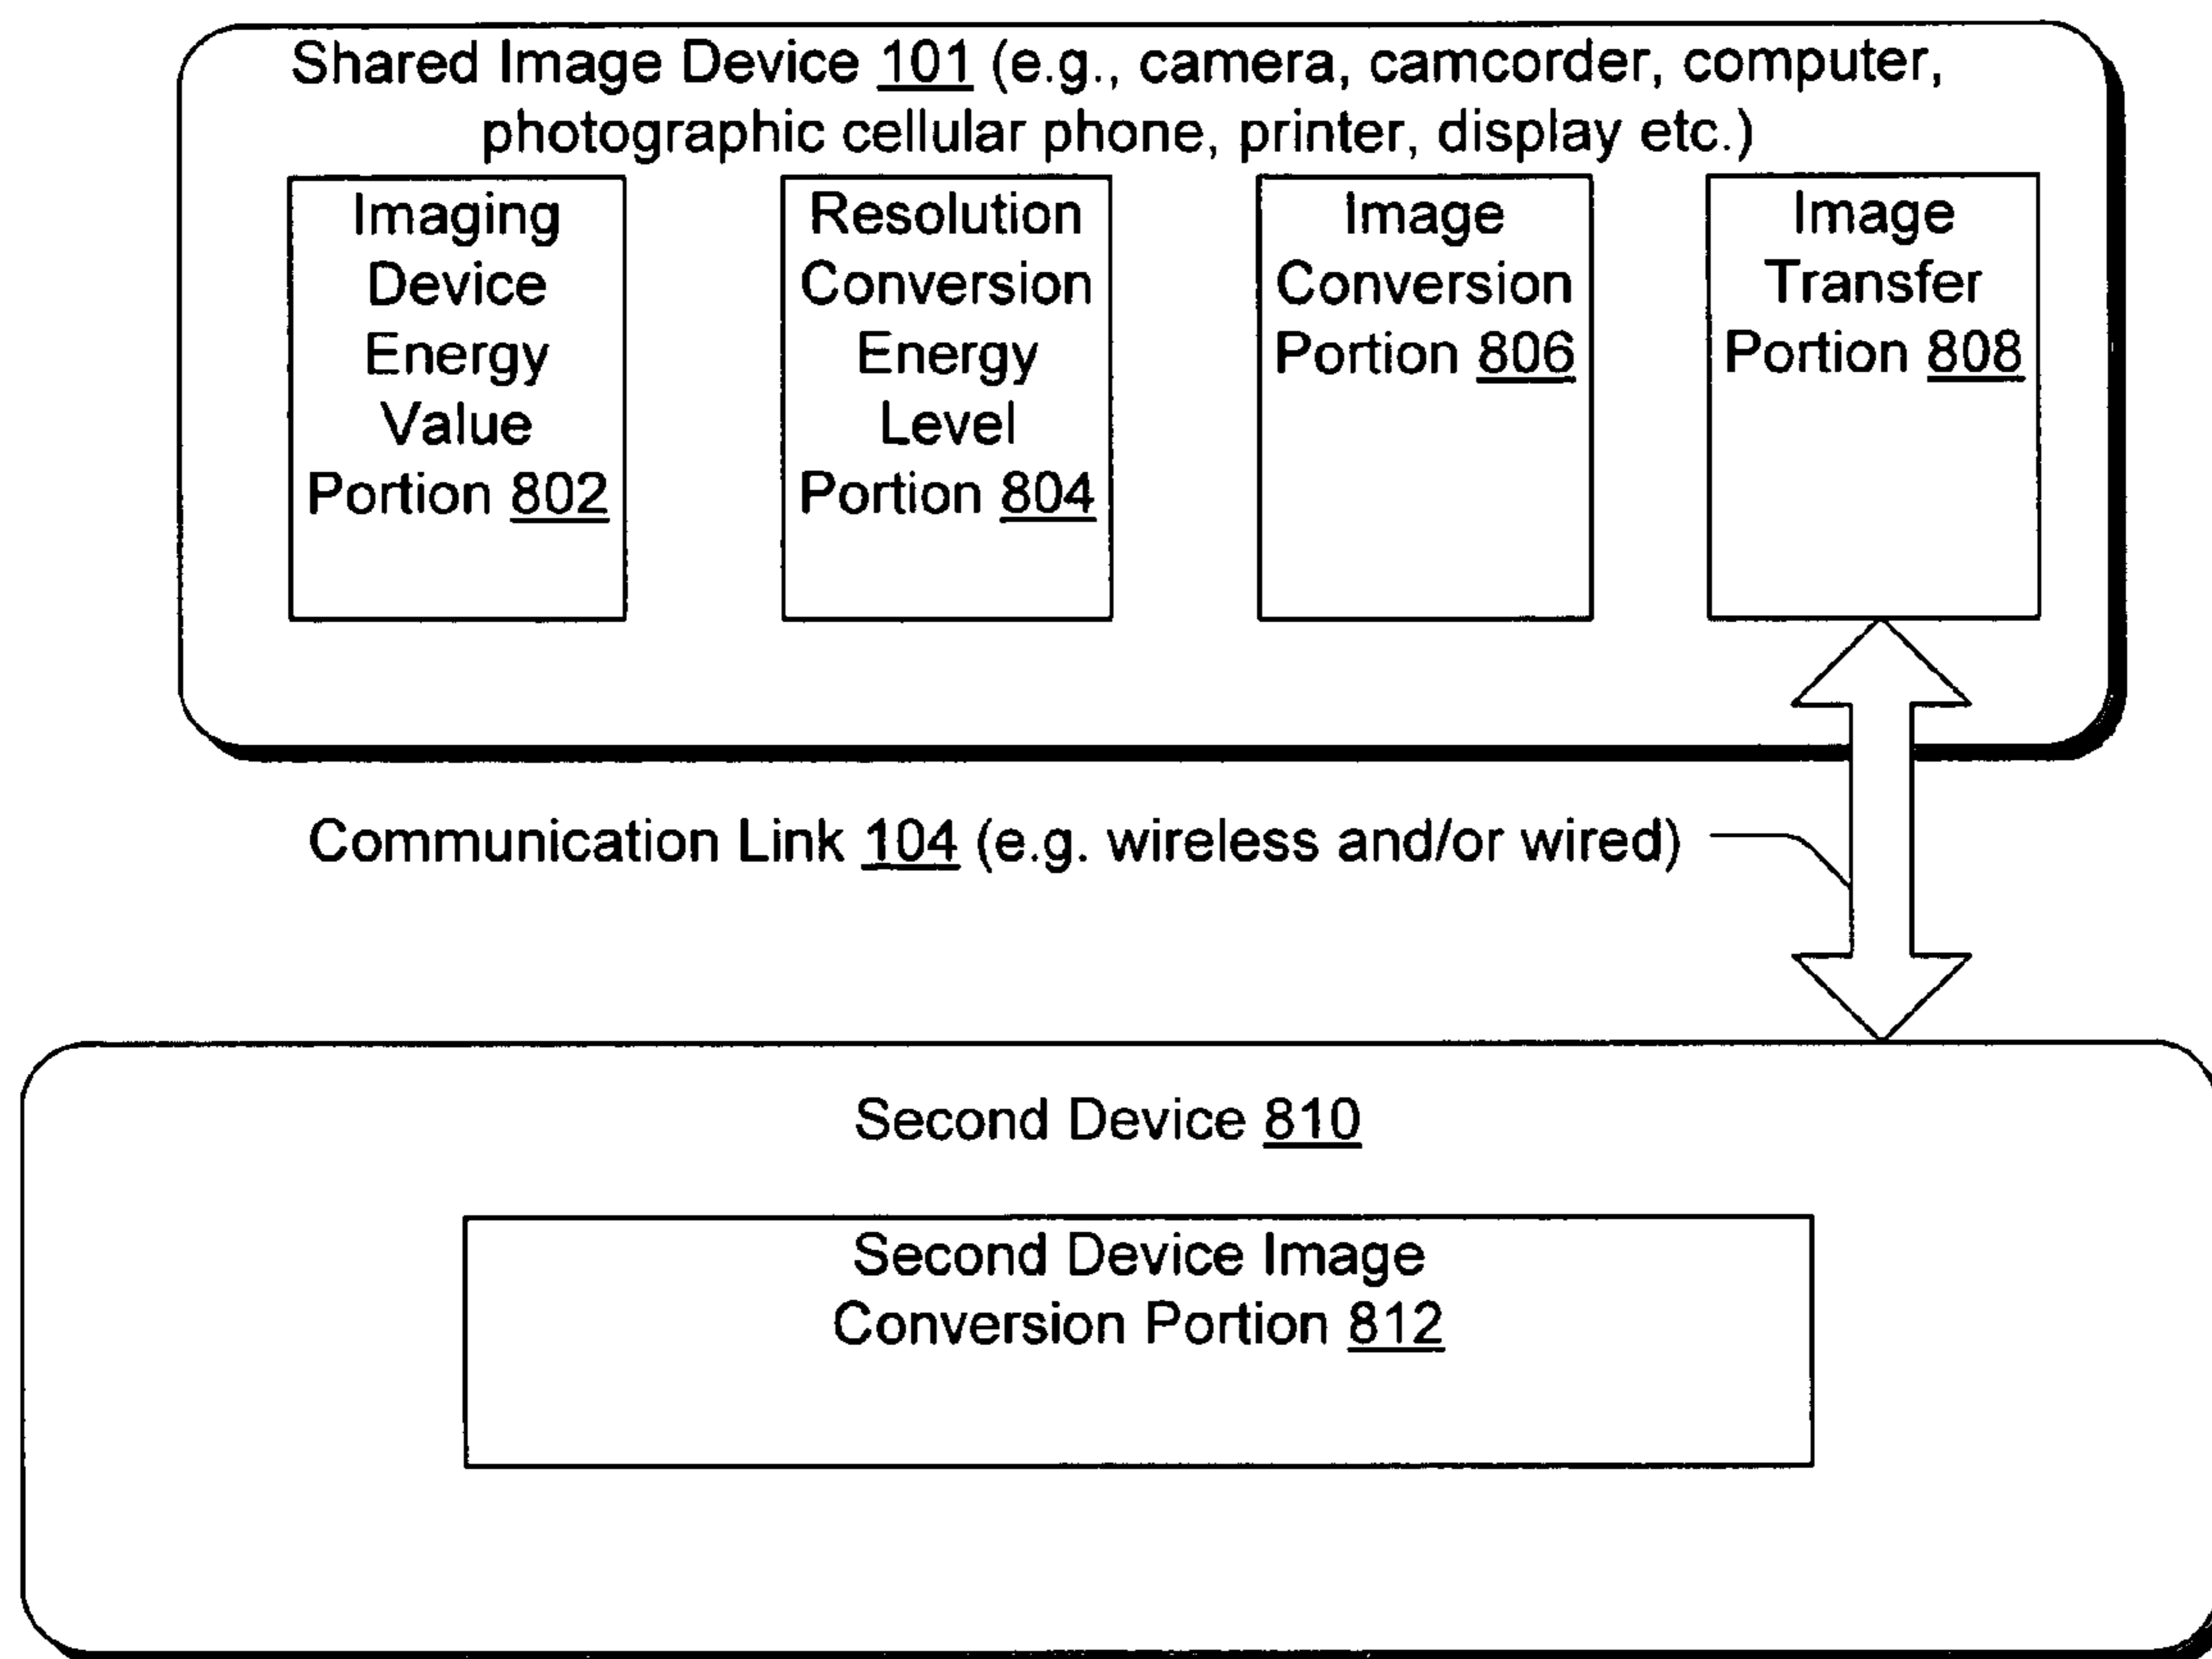 Shared Image Device 101 (e.g., camera, camcorder, computer,
photographic cellular phone, printer, display etc.)
Imaging
Device
Energy
Value
Portion 802
Resolution
Conversion
Energy
Level
Portion 804
Image
Conversion
Portion 806
Image
Transfer
Portion 808
Communication Link 104 (e.g. wireless and/or wired)
Second Device 810
Second Device Image
Conversion Portion 812